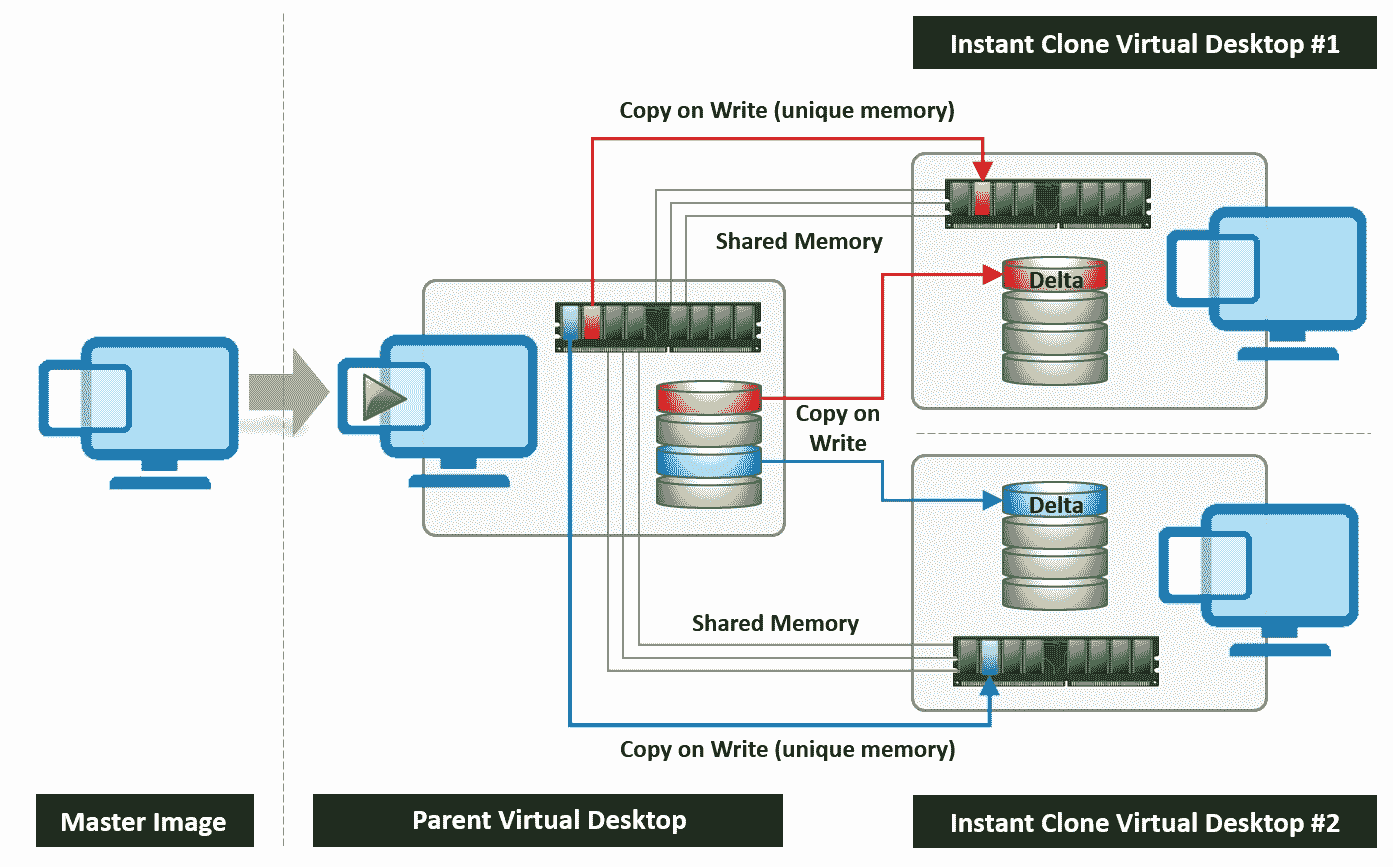 Instant Clone Virtual Desktop #1
Copy on Write (unique memory)
Shared Memory
Delta
Copy on
Write
Delta
Shared Memory
Copy on Write (unique memory)
Master Image
Parent Virtual Desktop
Instant Clone Virtual Desktop #2